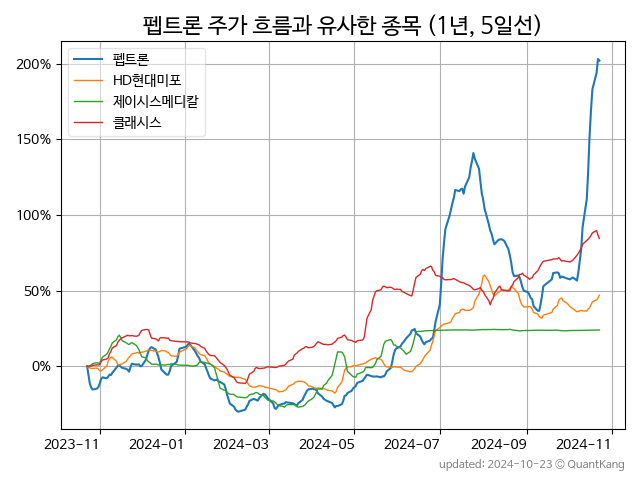 펩트론 주가 흐름과 유사한 종목 (1년, 5일선)
펩트론
HD현대미포
제이시스메디칼
클래시스
200%
150%
100%
50%
0%
2023-11 2024-01 2024-03 2024-05 2024-07 2024-09 2024-11
updated: 2024-10-23 © QuantKang